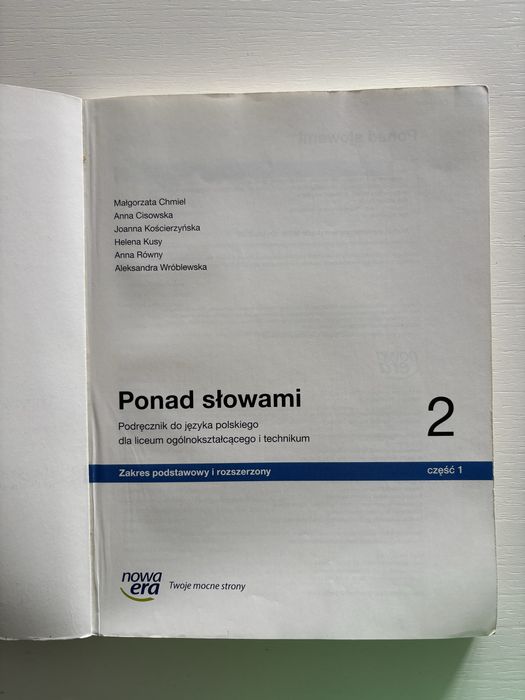 Małgorzata Chmiel
Anna Cisowska
Joanna Kościerzyńska
Helena Kusy
Anna Równy
Aleksandra Wróblewska
Ponad słowami
2
Podręcznik do języka polskiego
dla liceum ogólnokształcącego i technikum
Zakres podstawowy i rozszerzony
część 1
nowa
era
Twoje mocne strony